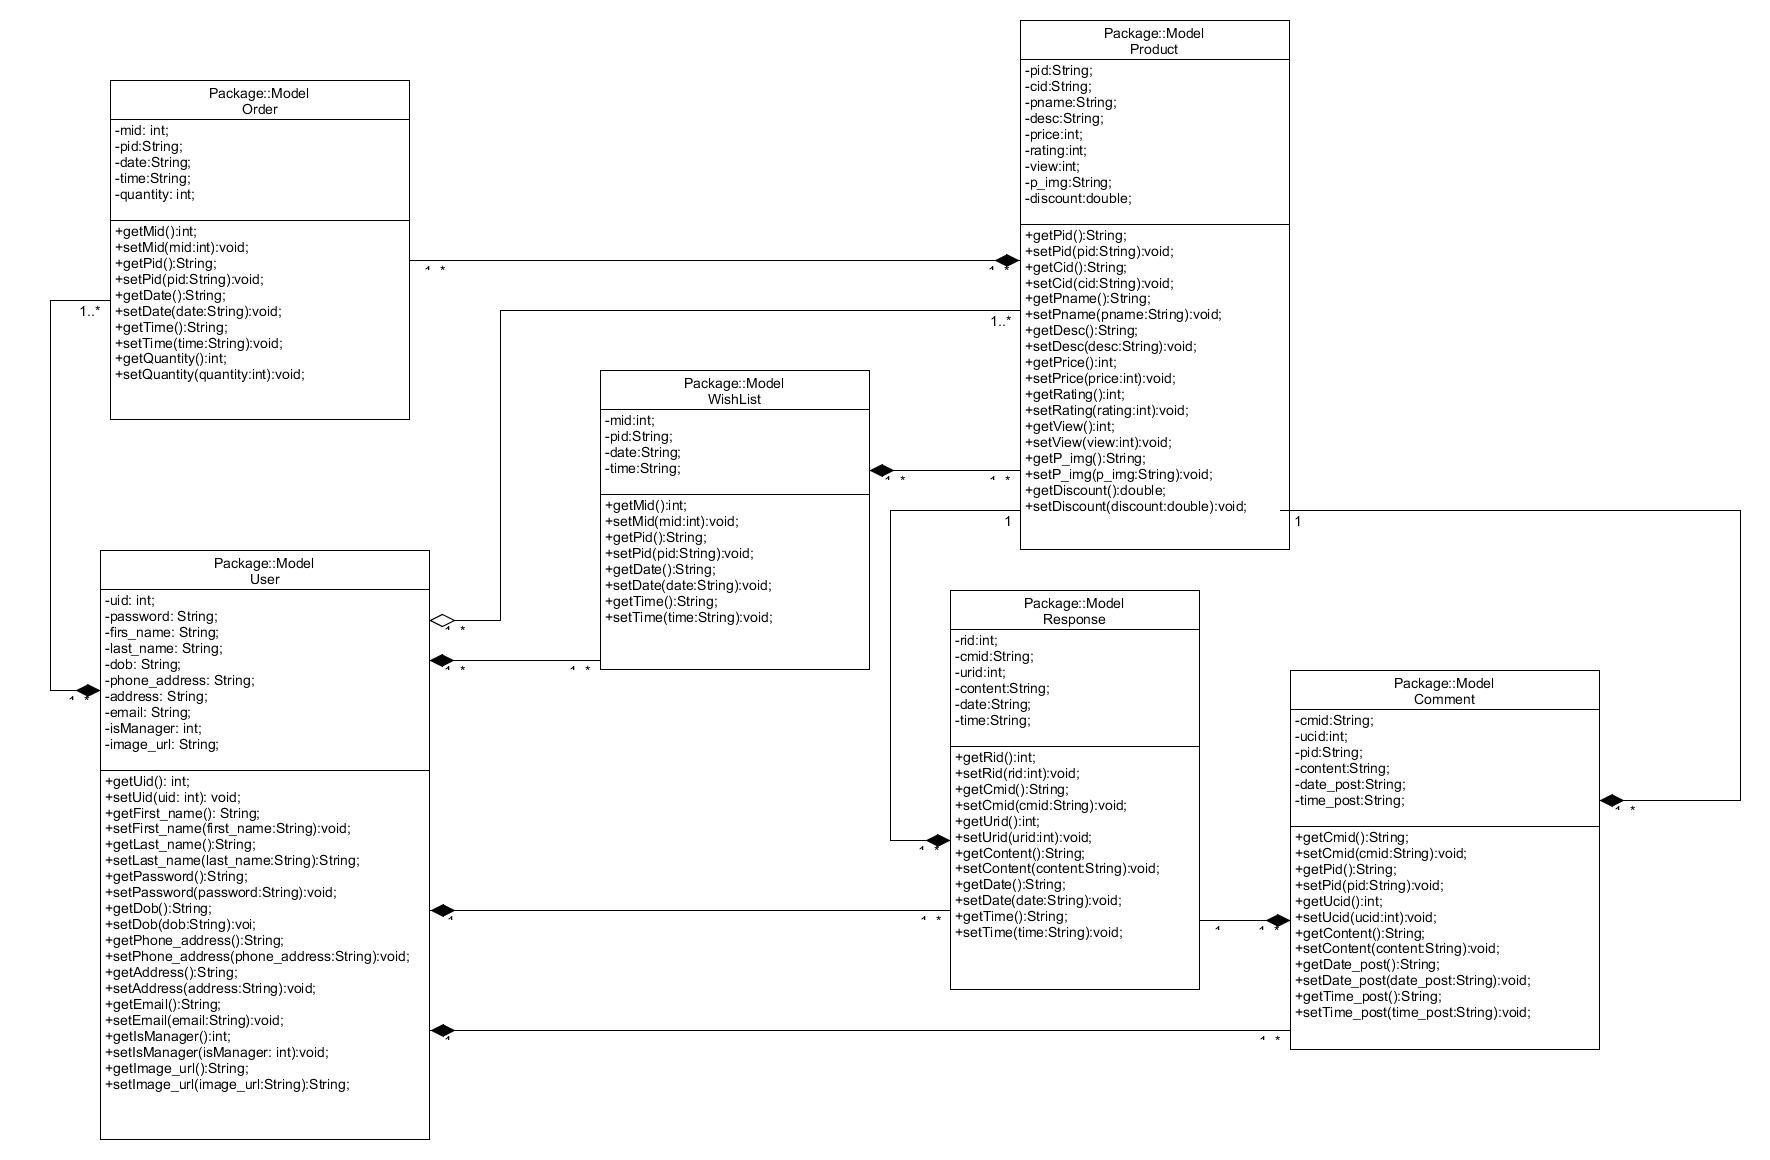 Package::Model
Order
-mid: int;
-pid:String;
-date:String;
-time:String;
-quantity: int;
+getMid():int;
+setMid(mid:int):void;
+getPid():String;
+setPid(pid:String):void;
+getDate():String;
+setDate(date:String):void;
+getTime():String;
+setTime(time:String):void;
+getQuantity():int;
+setQuantity(quantity:int):void;
1..*
Package::Model
Product
-pid:String;
-cid:String;
-pname:String;
-desc:String;
-price:int;
-rating:int;
-view:int;
-p_img:String;
-discount:double;
+getPid():String;
+setPid(pid:String):void;
+getCid():String;
+setCid(cid:String):void;
+getPname():String;
+setPname(pname:String):void;
+getDesc():String;
+setDesc(desc:String):void;
+getPrice():int;
+setPrice(price:int):void;
+getRating():int;
+setRating(rating:int):void;
+getView():int;
+setView(view:int):void;
+getP_img():String;
+setP_img(p_img:String):void;
+getDiscount():double;
+setDiscount(discount:double):void;
1..*
1
1
Package::Model
WishList
-mid:int;
-pid:String;
-date:String;
-time:String;
+getMid():int;
+setMid(mid:int):void;
+getPid():String;
+setPid(pid:String):void;
+getDate():String;
+setDate(date:String):void;
+getTime():String;
+setTime(time:String):void;
Package::Model
User
-uid: int;
-password: String;
-firs_name: String;
-last_name: String;
-dob: String;
-phone_address: String;
-address: String;
-email: String;
-isManager: int;
-image_url: String;
+getUid(): int;
+setUid(uid: int): void;
+getFirst_name(): String;
+setFirst_name(first_name:String):void;
+getLast_name():String;
+setLast_name(last_name:String):String;
+getPassword():String;
+setPassword(password:String):void;
+getDob():String;
+setDob(dob:String):voi;
+getPhone_address():String;
+setPhone_address(phone_address:String):void;
+getAddress():String;
+setAddress(address:String):void;
+getEmail():String;
+setEmail(email:String):void;
+getIsManager():int;
+setIsManager(isManager: int):void;
+getImage_url():String;
+setImage_url(image_url:String):String;
Package::Model
Response
-rid:int;
-cmid:String;
-urid:int;
-content:String;
-date:String;
-time:String;
+getRid():int;
+setRid(rid:int):void;
+getCmid():String;
+setCmid(cmid:String):void;
+getUrid():int;
+setUrid(urid:int):void;
+getContent():String;
+setContent(content:String):void;
+getDate():String;
+setDate(date:String):void;
+getTime():String;
+setTime(time:String):void;
Package::Model
Comment
-cmid:String;
-ucid:int;
-pid:String;
-content:String;
-date_post:String;
-time_post:String;
+getCmid():String;
+setCmid(cmid:String):void;
+getPid():String;
+setPid(pid:String):void;
+getUcid():int;
+setUcid(ucid:int):void;
+getContent():String;
+setContent(content:String):void;
+getDate_post():String;
+setDate_post(date_post:String):void;
+getTime_post():String;
+setTime_post(time_post:String):void;